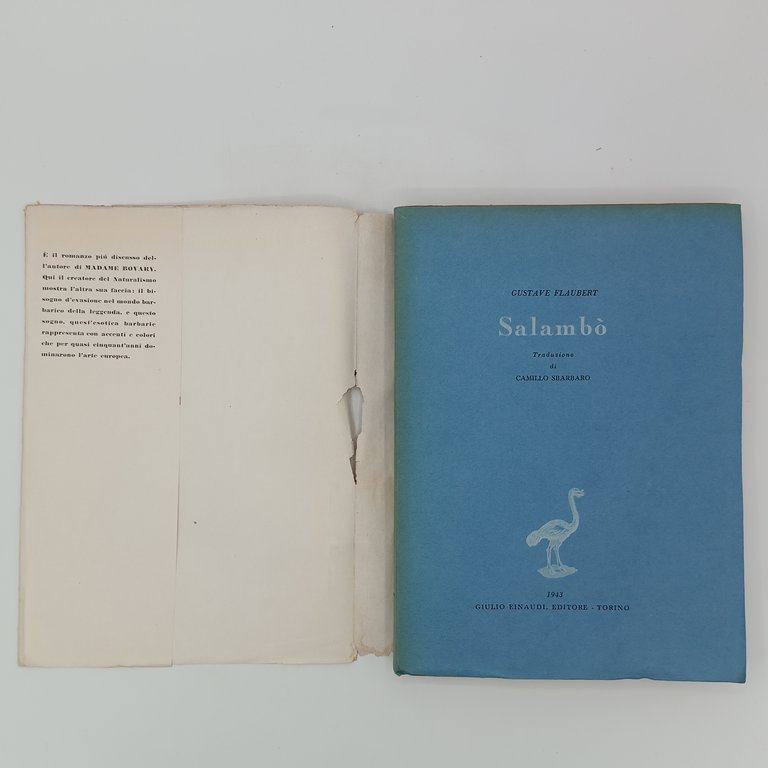 È il romanzo piú discusso del-
l'autore di MADAME BOVARY.
Qui il creatore del Naturalismo
mostra l'altra sua faccia: il bi-
sogno d'evasione nel mondo bar-
barico della leggenda, e questo
sogno, quest'esotica barbarie
rappresenta con accenti e colori
che per quasi cinquant'anni do-
minarono l'arte europea.
GUSTAVE FLAUBERT
Salambò
Traduzione
di
CAMILLO SBARBARO
1943
GIULIO EINAUDI, EDITORE - TORINO